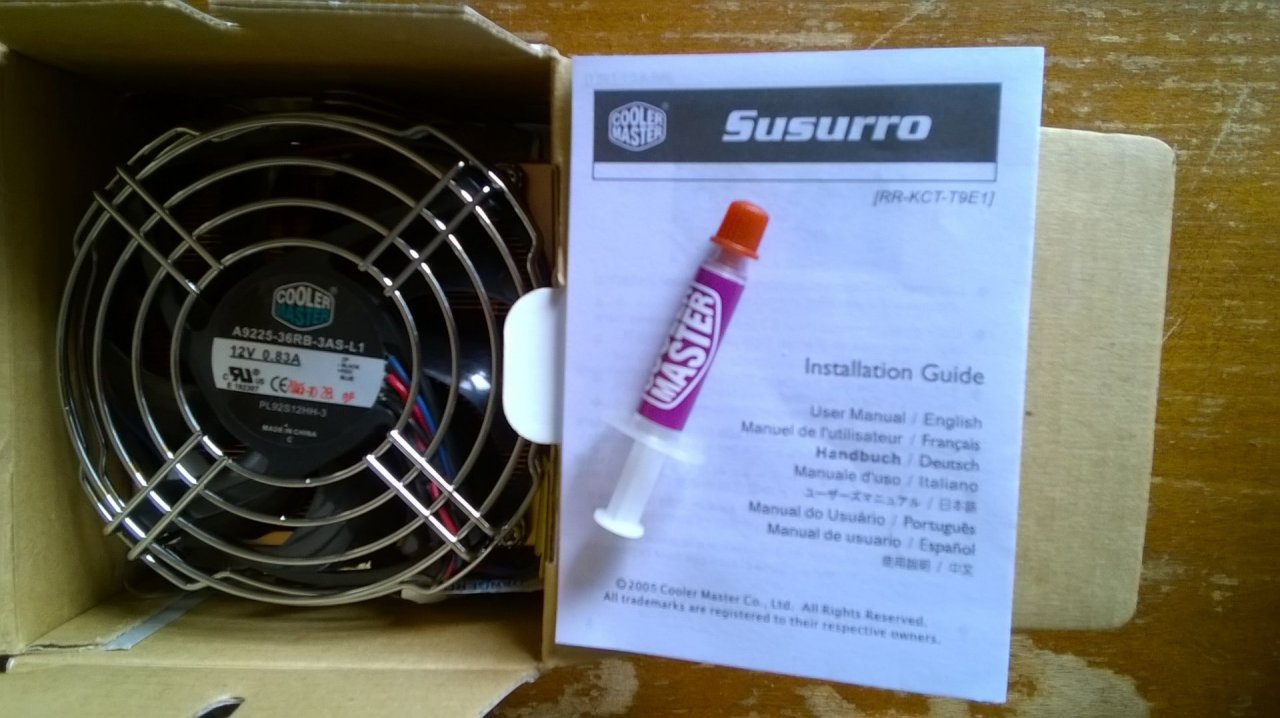 COOLER
MASTER
A9225-36RB-3AS-L1
12V 0.83A
CE
PL92S12HH-3
MADE IN CHINA
C
COOLER
MASTER
Susurro
[RR-KCT-T9E1]
MASTER
Installation Guide
User Manual / English
Manuel de l'utilisateur / Français
Handbuch / Deutsch
Manuale d'uso / Italiano
ユーザーズマニュアル / 日本語
Manual do Usuário / Português
Manual de usuario / Español
使用說明 / 中文
©2005 Cooler Master Co., Ltd. All Rights Reserved.
All trademarks are registered to their respective owners.